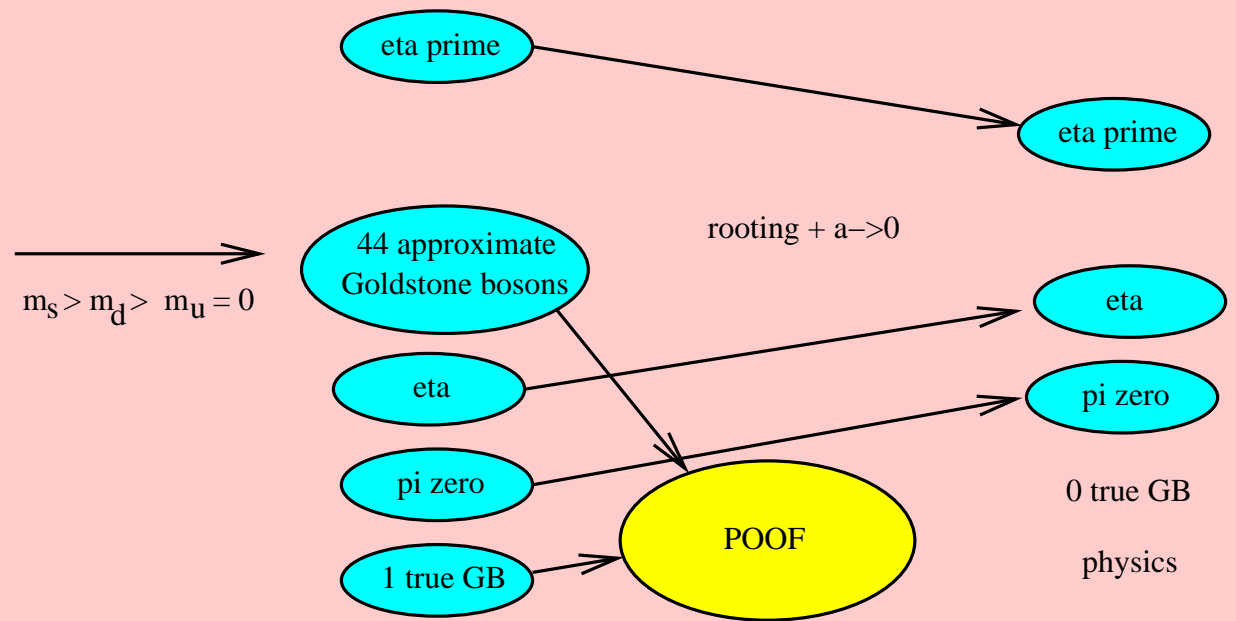 eta prime
eta prime
44 approximate
Goldstone bosons
rooting + a–>0
m_s > m_d > m_u = 0
eta
eta
pi zero
pi zero
0 true GB
POOF
physics
1 true GB